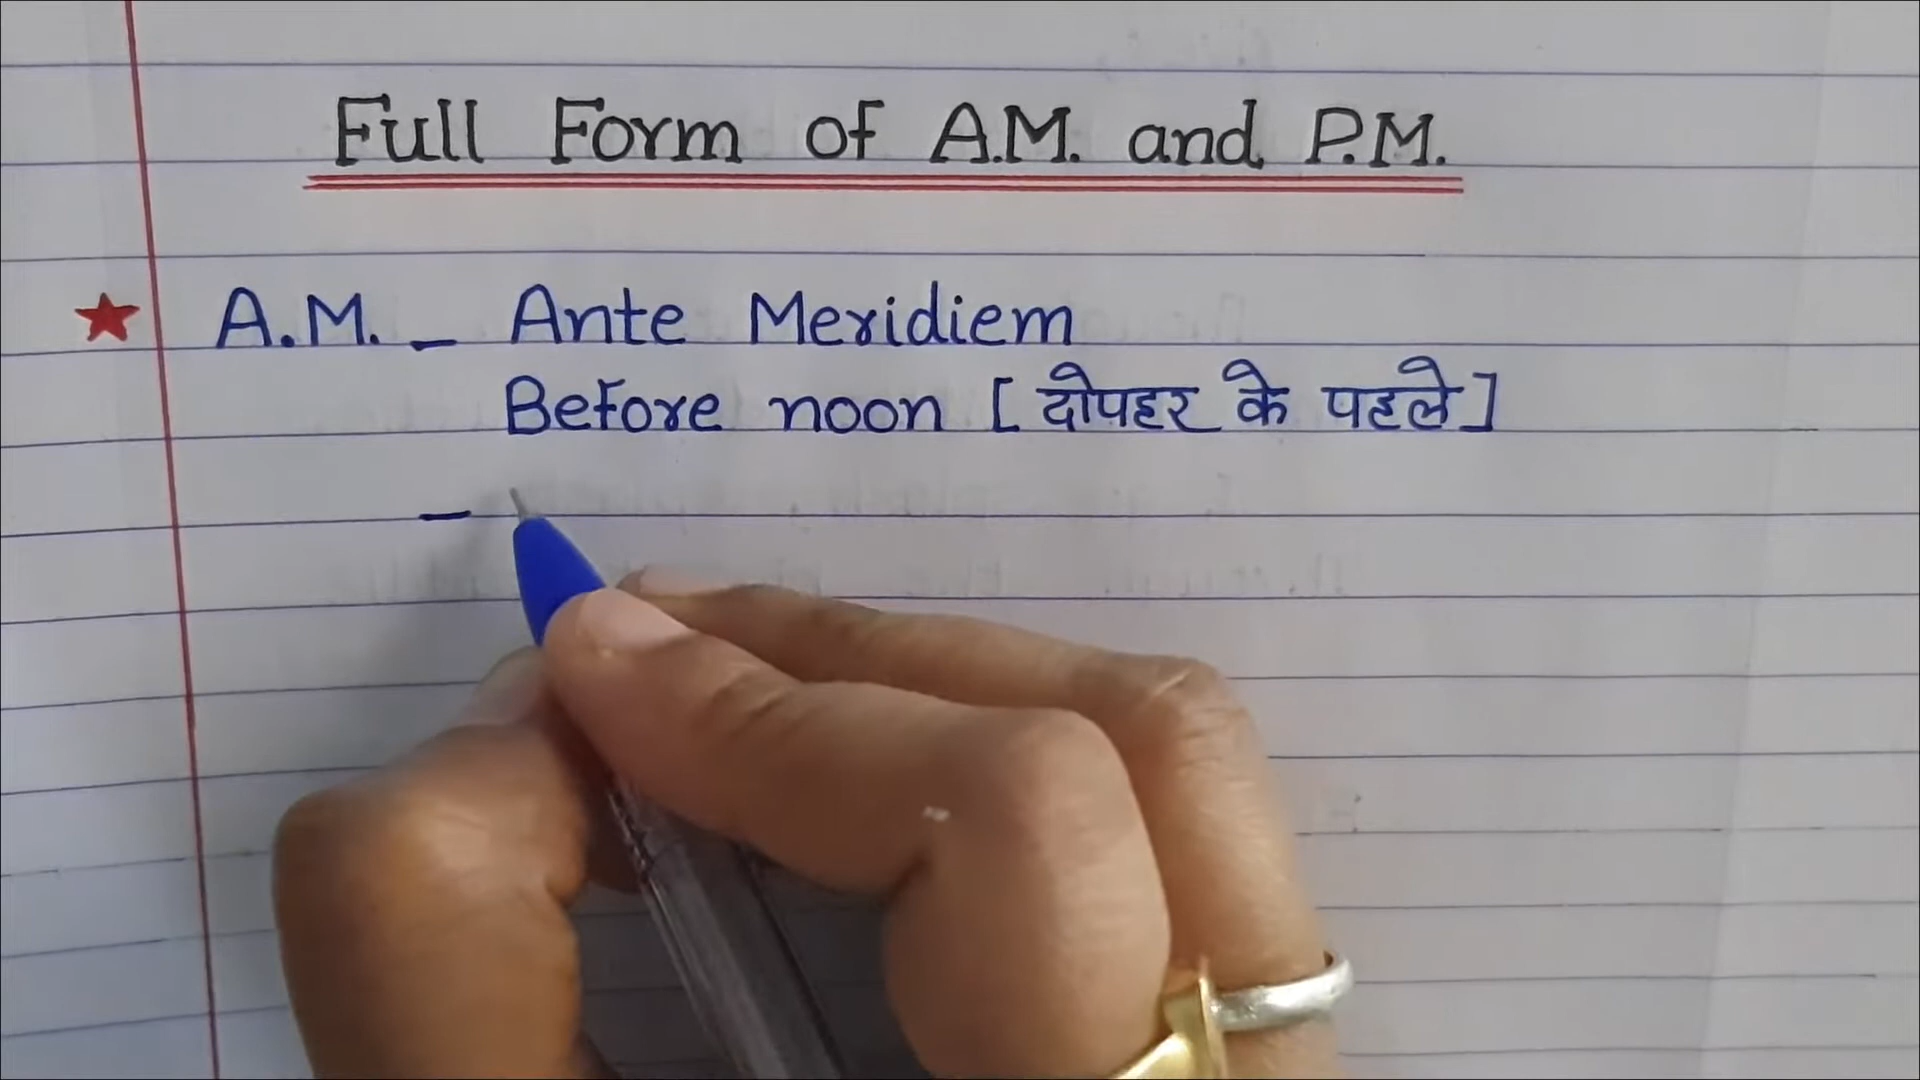 Full Form of A.M. and P.M.
★ A.M. _ Ante Meridiem
Before noon [दोपहर के पहले]
_